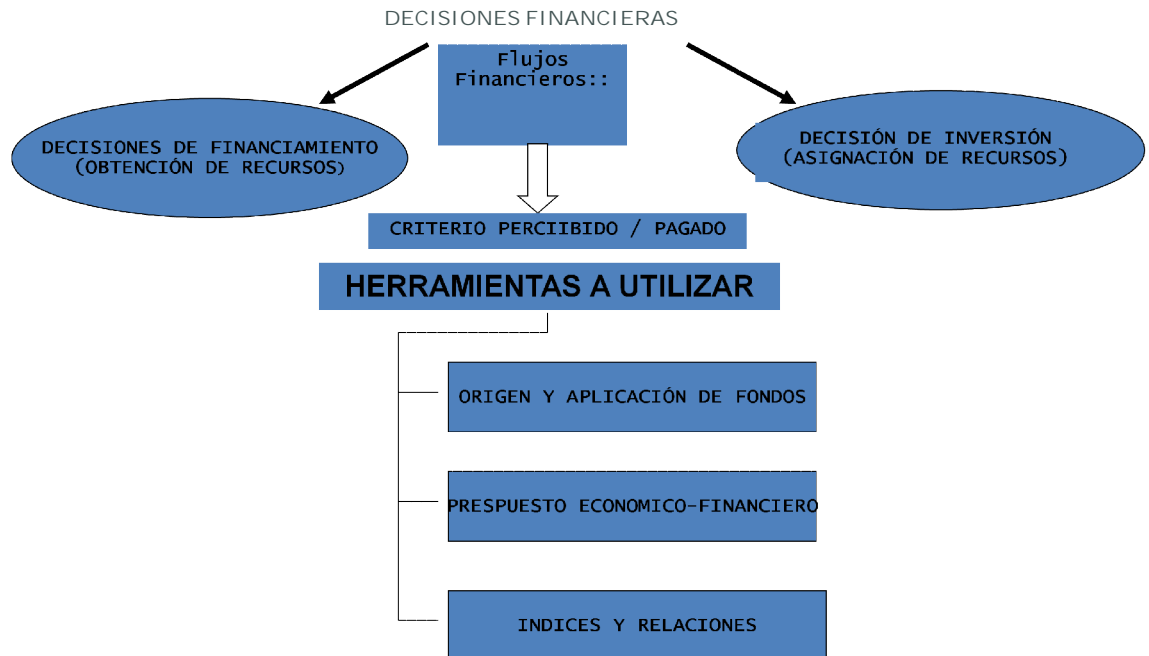 DECISIONES FINANCIERAS
Flujos
Financieros::
DECISIONES DE FINANCIAMIENTO
(OBTENCIÓN DE RECURSOS)
DECISIÓN DE INVERSIÓN
(ASIGNACIÓN DE RECURSOS)
CRITERIO PERCIIBIDO / PAGADO
HERRAMIENTAS A UTILIZAR
ORIGEN Y APLICACIÓN DE FONDOS
PRESPUESTO ECONOMICO-FINANCIERO
INDICES Y RELACIONES